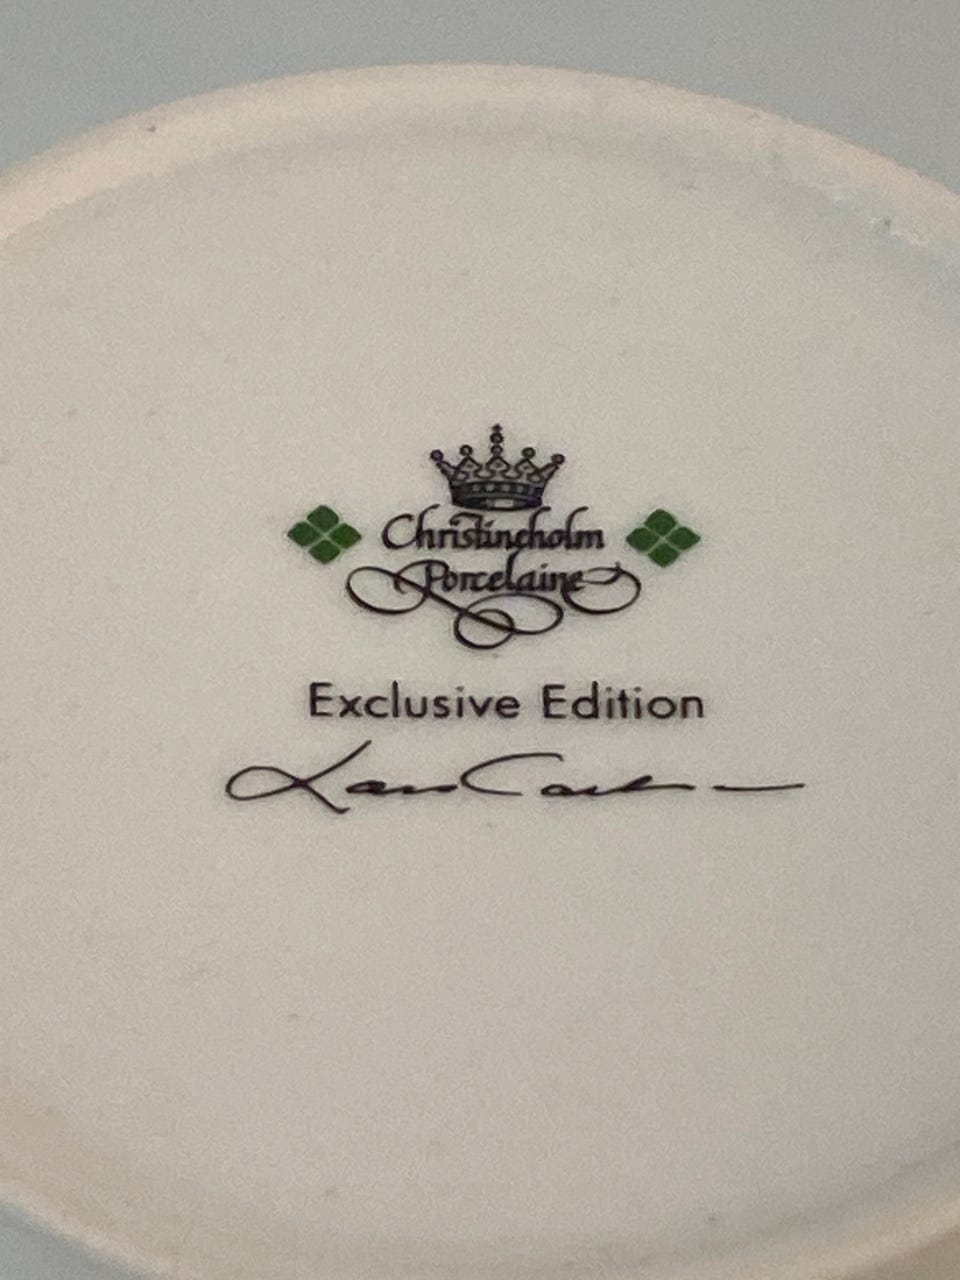 Christineholm
Porcelaine
Exclusive Edition